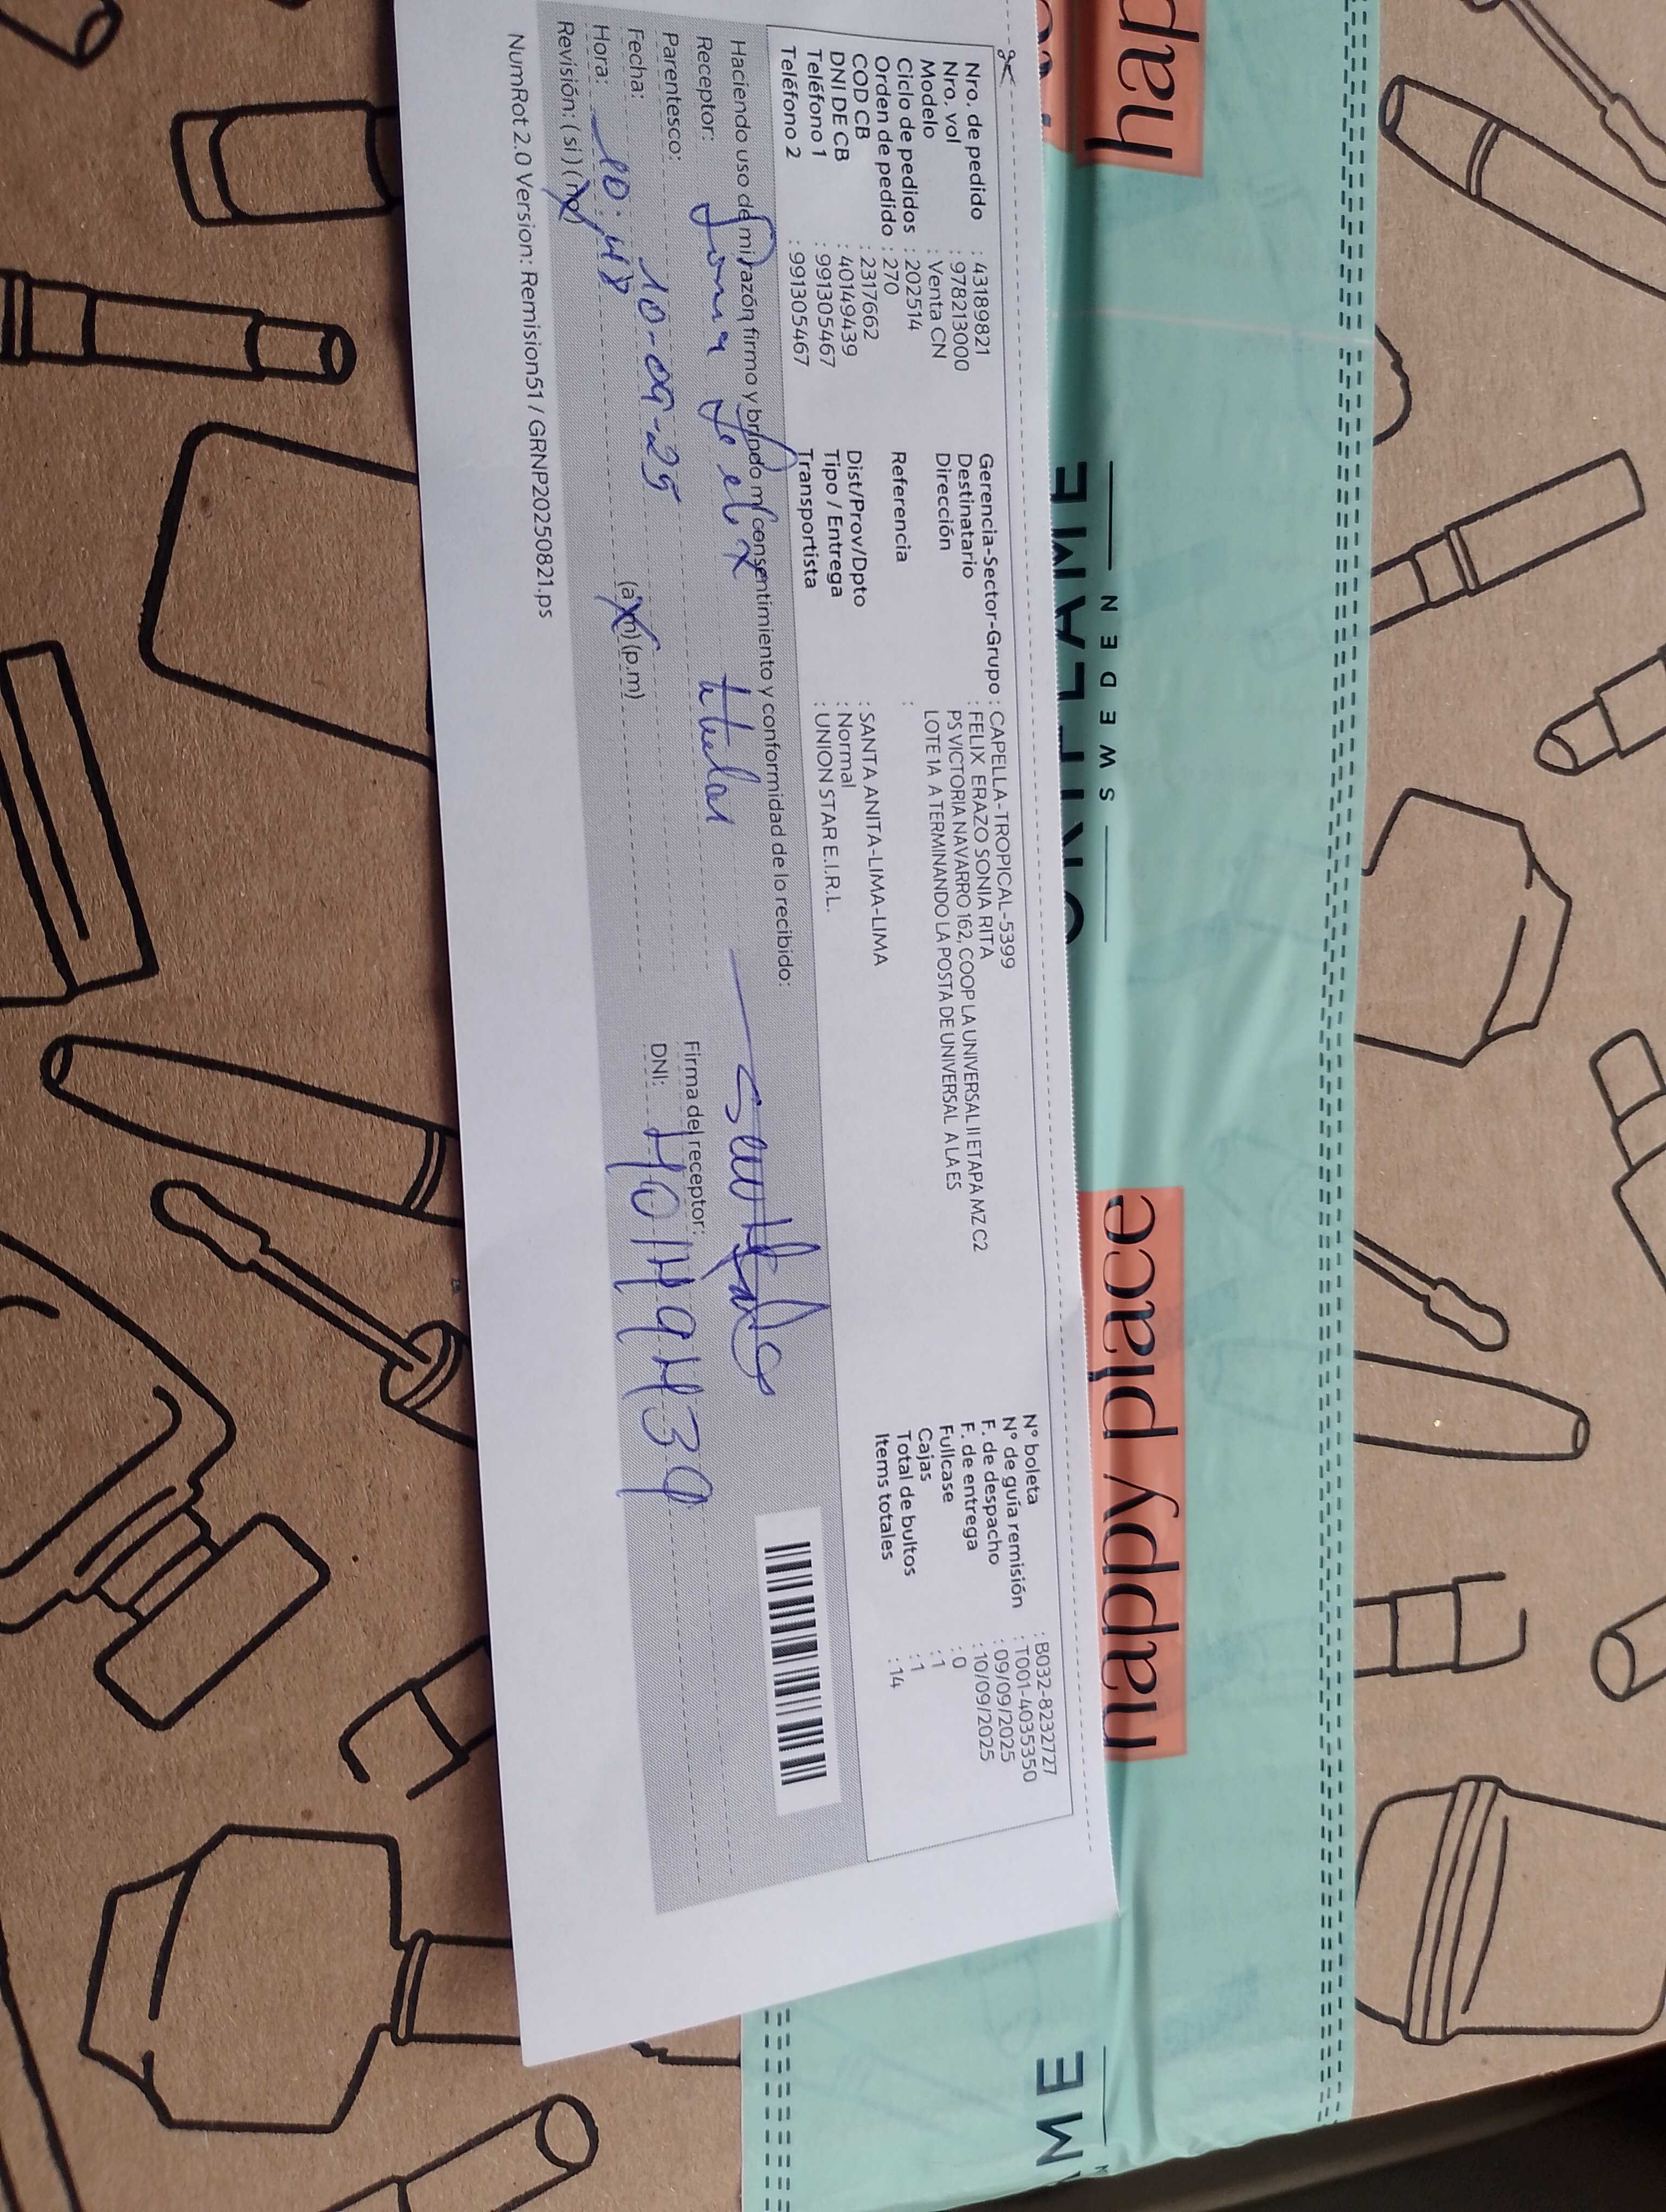 Nro. de pedido : 43189821
Nro. vol : 978213000
Modelo : Venta CN
Ciclo de pedidos : 202514
Orden de pedido : 270
COD CB : 2317662
DNI DE CB : 40149439
Teléfono 1 : 991305467
Teléfono 2 : 991305467
Gerencia-Sector-Grupo : CAPELLA-TROPICAL-5399
Destinatario : FELIX ERAZO SONIA RITA
Dirección PS VICTORIA NAVARRO 162, COOP LA UNIVERSAL II ETAPA MZ C2
LOTE 1A A TERMINANDO LA POSTA DE UNIVERSAL A LA ES
Referencia :
Dist/Prov/Dpto : SANTA ANITA-LIMA-LIMA
Tipo / Entrega : Normal
Transportista : UNION STAR E.I.R.L.
N° boleta : B032-8232727
N° de guía remisión : T001-4035350
F. de despacho : 09/09/2025
F. de entrega : 10/09/2025
Fullcase : 0
Cajas : 1
Total de bultos : 1
Items totales : 14
Haciendo uso de mi razón firmo y brindo mi consentimiento y conformidad de lo recibido:
Receptor: Sonia Felix titular
Parentesco:
Fecha: 10-09-25
Hora: 10:48 (a.m) (p.m)
Revisión: (si) (no)
Firma del receptor:
DNI: 40149439
NumRot 2.0 Version: Remision51 / GRNP20250821.ps
hap
happy place
ORIFLAME
SWEDEN
ME